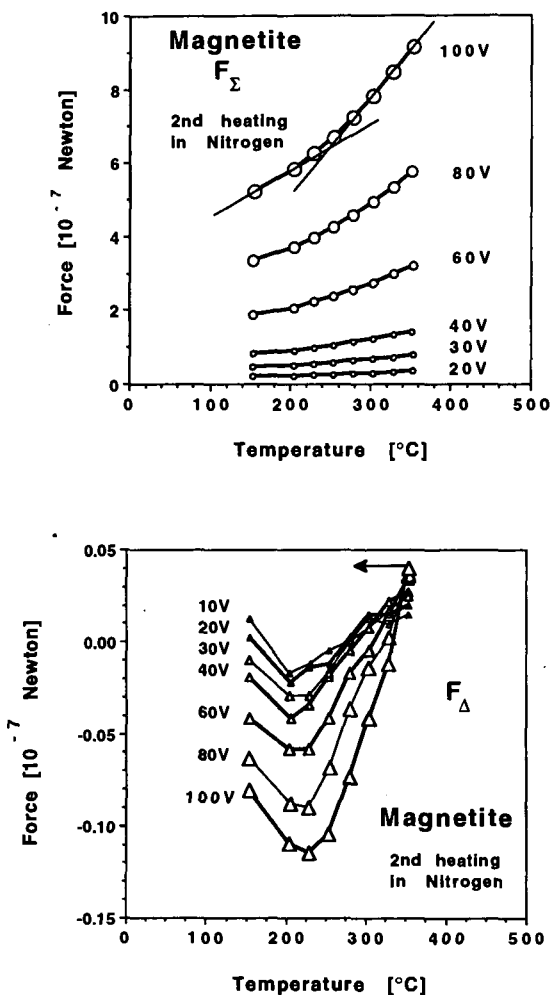 10
8
6
4
2
0
Force [10 - 7 Newton]
Magnetite
F Σ
2nd heating
in Nitrogen
100V
80V
60V
40V
30V
20V
0 100 200 300 400 500
Temperature [°C]
0.05
0.00
-0.05
-0.10
-0.15
Force [10 - 7 Newton]
10V
20V
30V
40V
60V
80V
100V
F Δ
Magnetite
2nd heating
in Nitrogen
0 100 200 300 400 500
Temperature [°C]